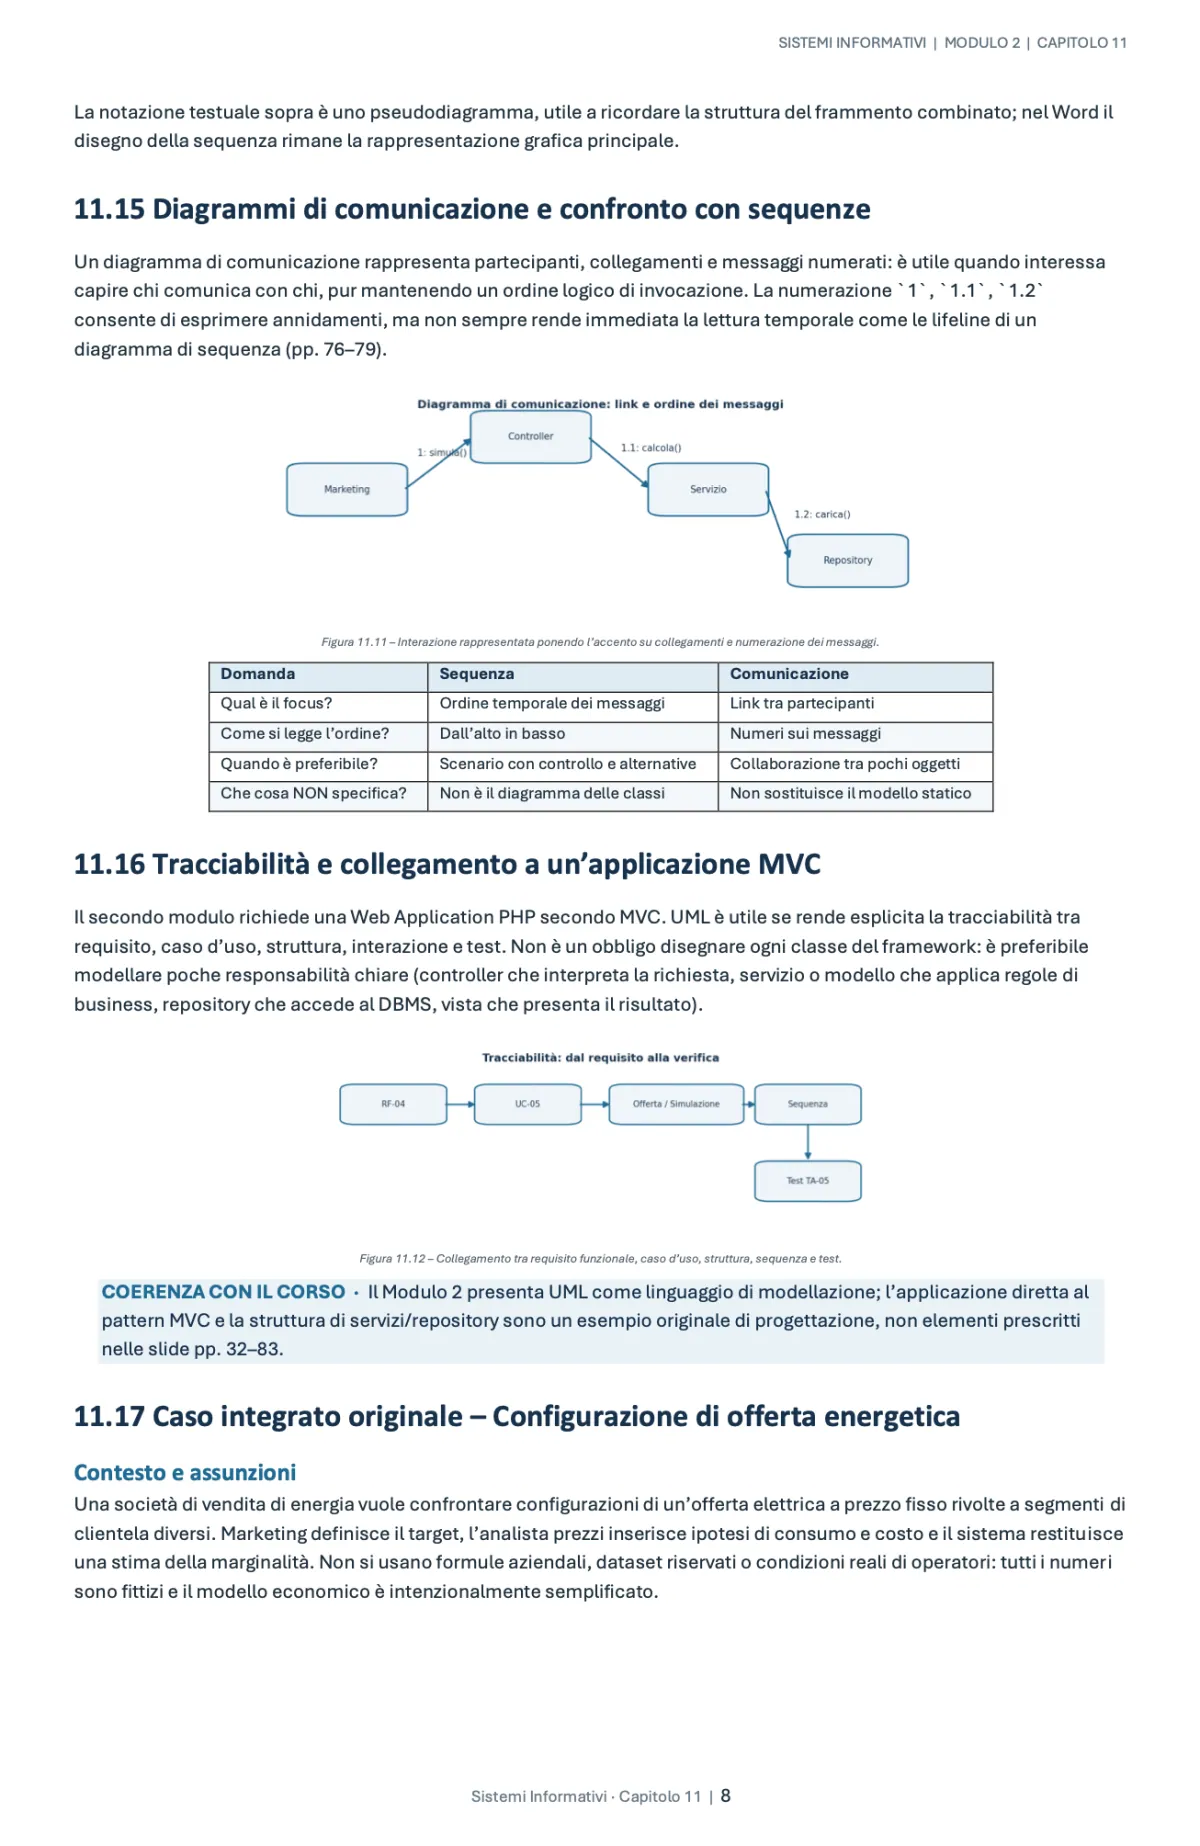 SISTEMI INFORMATIVI | MODULO 2 | CAPITOLO 11
La notazione testuale sopra è uno pseudodiagramma, utile a ricordare la struttura del frammento combinato; nel Word il
disegno della sequenza rimane la rappresentazione grafica principale.
11.15 Diagrammi di comunicazione e confronto con sequenze
Un diagramma di comunicazione rappresenta partecipanti, collegamenti e messaggi numerati: è utile quando interessa
capire chi comunica con chi, pur mantenendo un ordine logico di invocazione. La numerazione `1`, `1.1`, `1.2`
consente di esprimere annidamenti, ma non sempre rende immediata la lettura temporale come le lifeline di un
diagramma di sequenza (pp. 76–79).
Diagramma di comunicazione: link e ordine dei messaggi
Controller
1: simula()
1.1: calcola()
Marketing
Servizio
1.2: carica()
Repository
Figura 11.11 – Interazione rappresentata ponendo l’accento su collegamenti e numerazione dei messaggi.
Domanda Sequenza Comunicazione
Qual è il focus? Ordine temporale dei messaggi Link tra partecipanti
Come si legge l’ordine? Dall’alto in basso Numeri sui messaggi
Quando è preferibile? Scenario con controllo e alternative Collaborazione tra pochi oggetti
Che cosa NON specifica? Non è il diagramma delle classi Non sostituisce il modello statico
11.16 Tracciabilità e collegamento a un’applicazione MVC
Il secondo modulo richiede una Web Application PHP secondo MVC. UML è utile se rende esplicita la tracciabilità tra
requisito, caso d’uso, struttura, interazione e test. Non è un obbligo disegnare ogni classe del framework: è preferibile
modellare poche responsabilità chiare (controller che interpreta la richiesta, servizio o modello che applica regole di
business, repository che accede al DBMS, vista che presenta il risultato).
Tracciabilità: dal requisito alla verifica
RF-04 UC-05 Offerta / Simulazione Sequenza
Test TA-05
Figura 11.12 – Collegamento tra requisito funzionale, caso d’uso, struttura, sequenza e test.
COERENZA CON IL CORSO · Il Modulo 2 presenta UML come linguaggio di modellazione; l’applicazione diretta al
pattern MVC e la struttura di servizi/repository sono un esempio originale di progettazione, non elementi prescritti
nelle slide pp. 32–83.
11.17 Caso integrato originale – Configurazione di offerta energetica
Contesto e assunzioni
Una società di vendita di energia vuole confrontare configurazioni di un’offerta elettrica a prezzo fisso rivolte a segmenti di
clientela diversi. Marketing definisce il target, l’analista prezzi inserisce ipotesi di consumo e costo e il sistema restituisce
una stima della marginalità. Non si usano formule aziendali, dataset riservati o condizioni reali di operatori: tutti i numeri
sono fittizi e il modello economico è intenzionalmente semplificato.
Sistemi Informativi · Capitolo 11 | 8